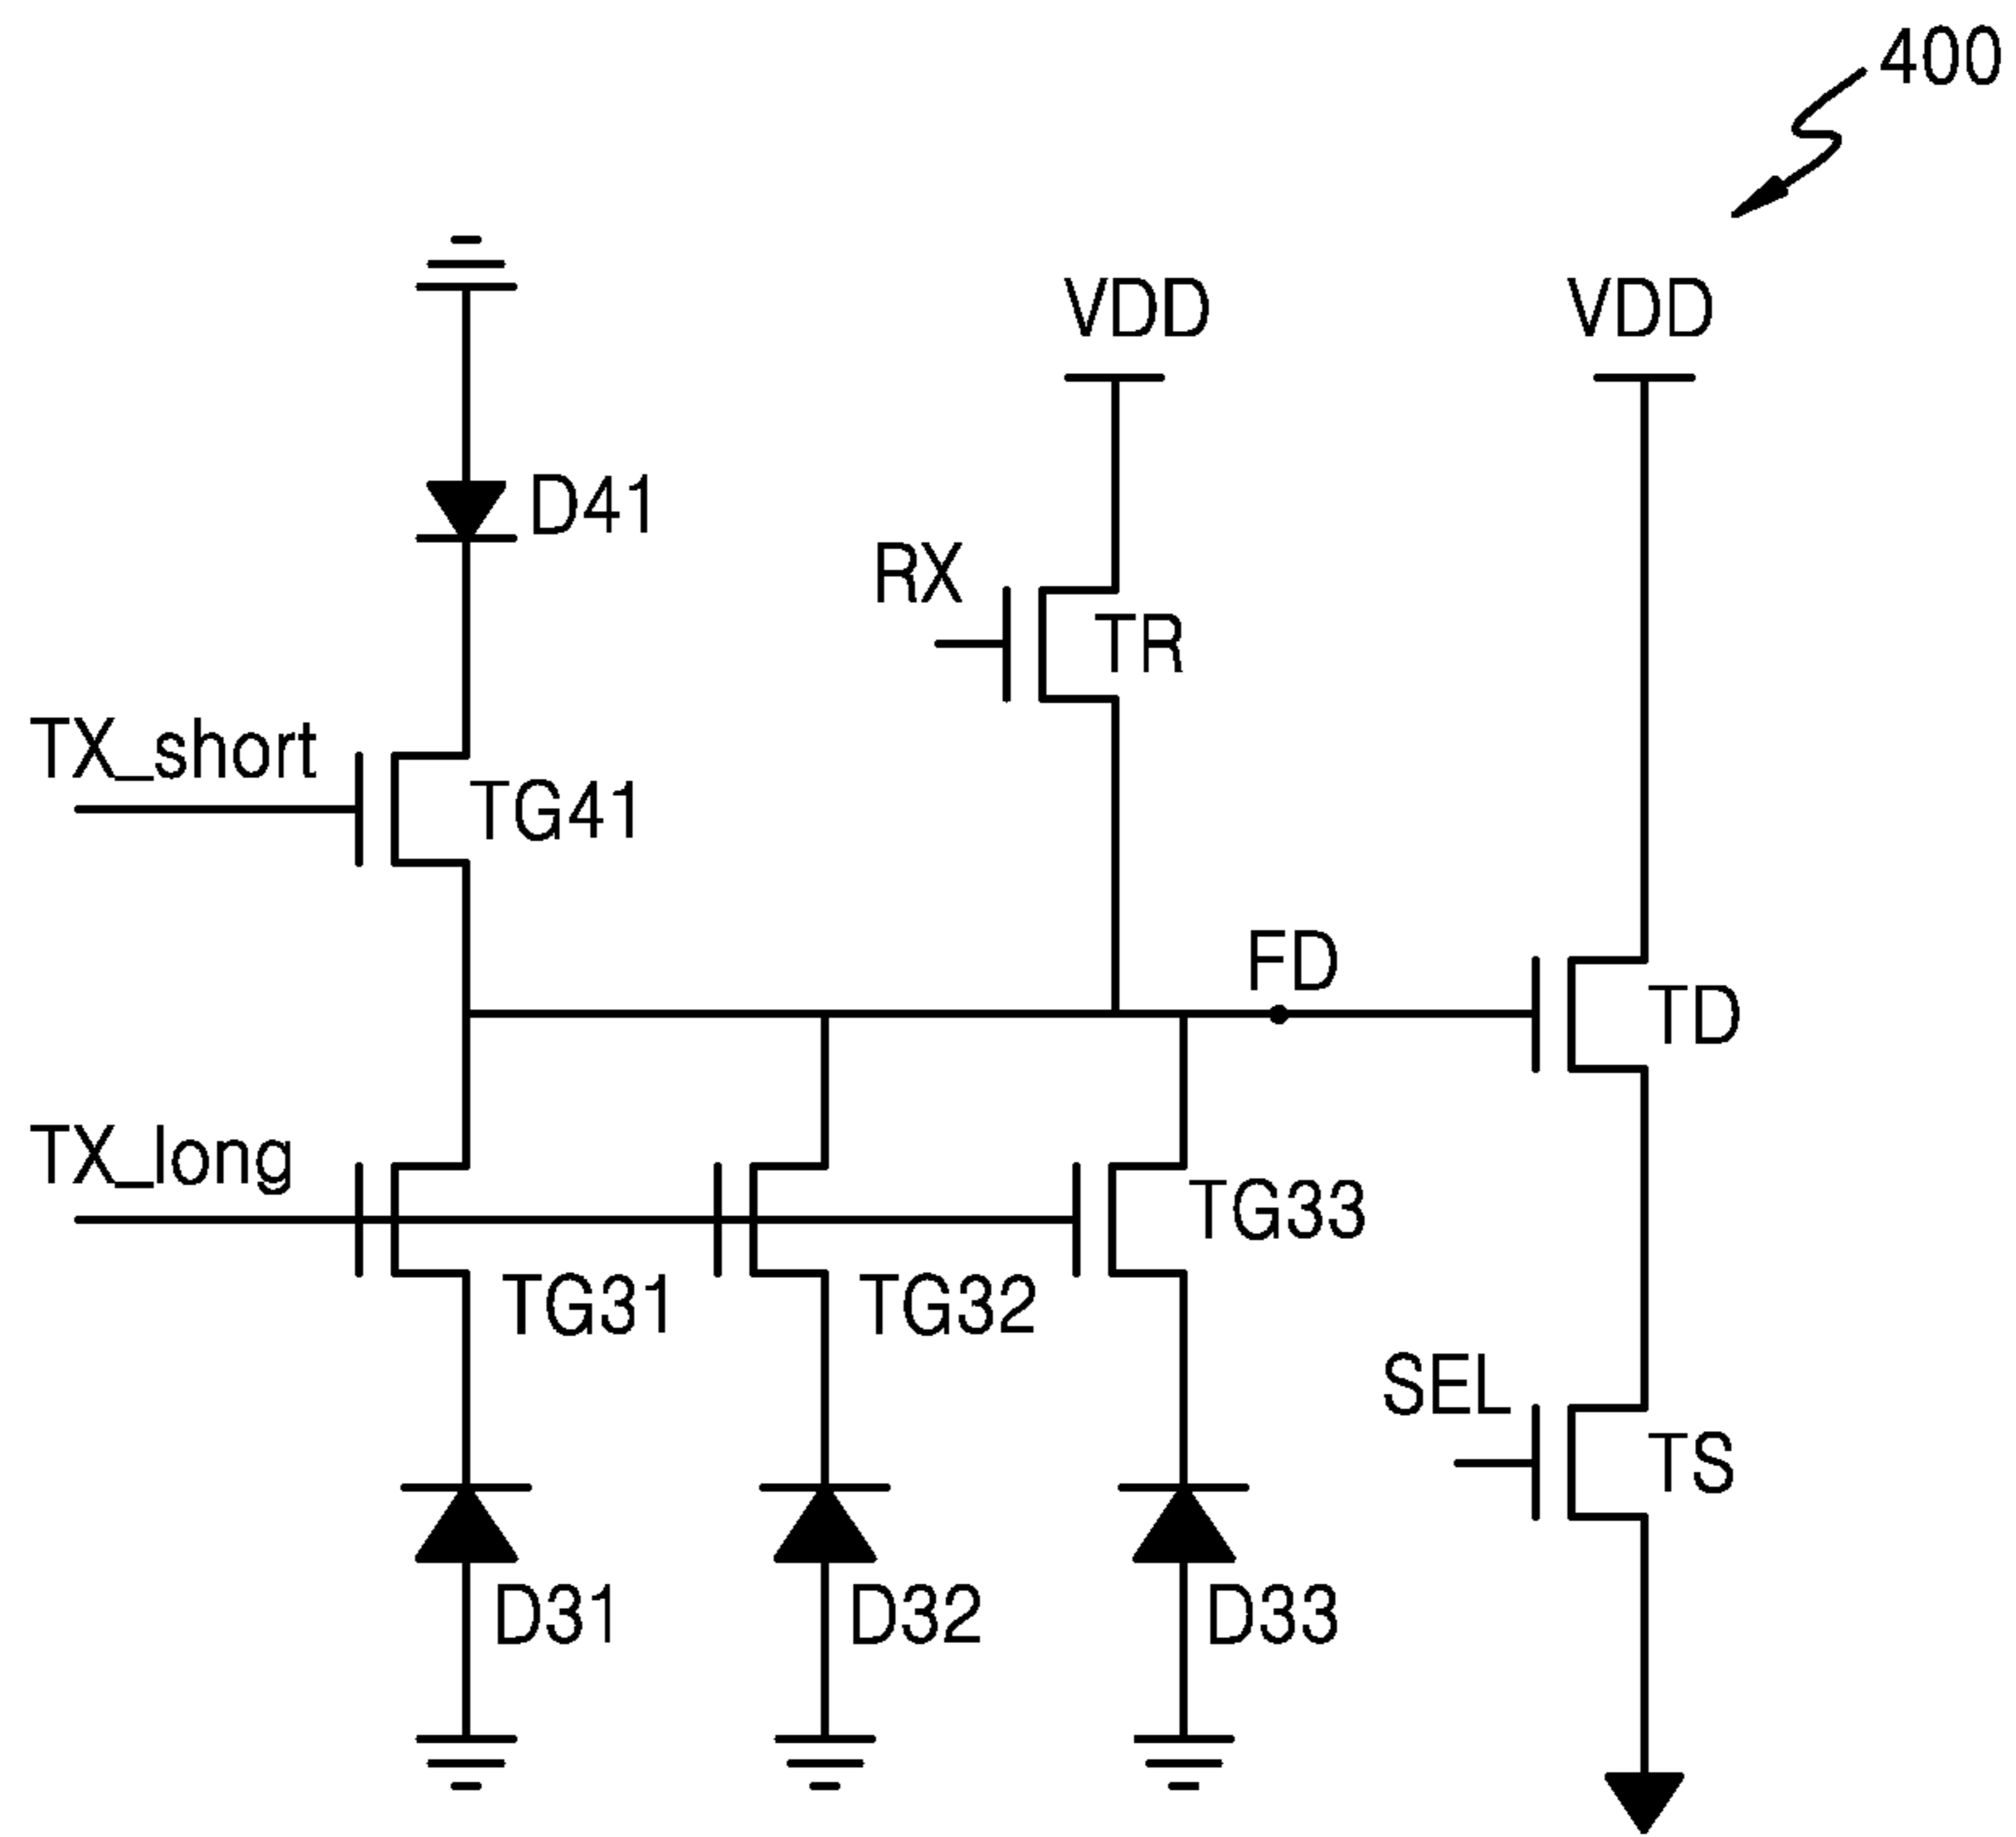 400
VDD
VDD
D41
RX
TR
TX_short
TG41
FD
TD
TX_long
TG33
TG31
TG32
SEL
TS
D31
D32
D33